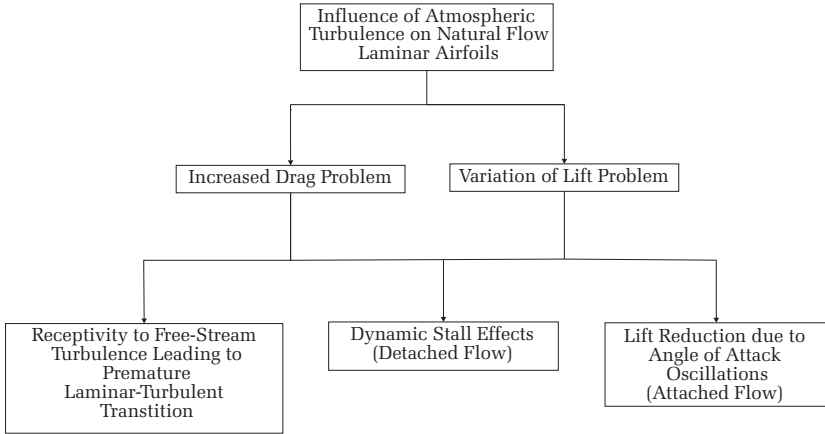 Influence of Atmospheric
Turbulence on Natural Flow
Laminar Airfoils
Increased Drag Problem
Variation of Lift Problem
Receptivity to Free-Stream
Turbulence Leading to
Premature
Laminar-Turbulent
Transtition
Dynamic Stall Effects
(Detached Flow)
Lift Reduction due to
Angle of Attack
Oscillations
(Attached Flow)